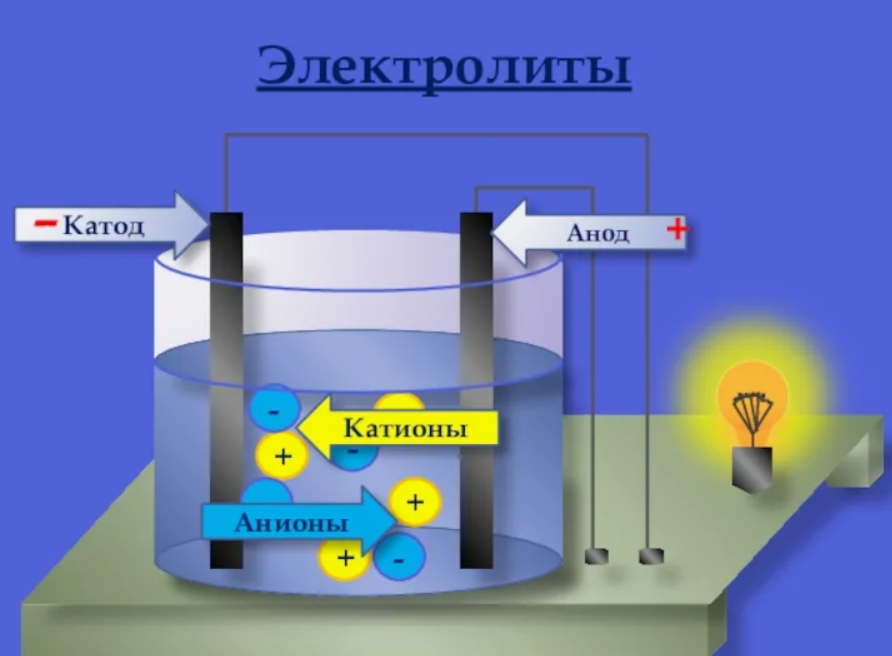 Электролиты
- Катод
Анод +
-
Катионы
+
-
+
Анионы
+
-